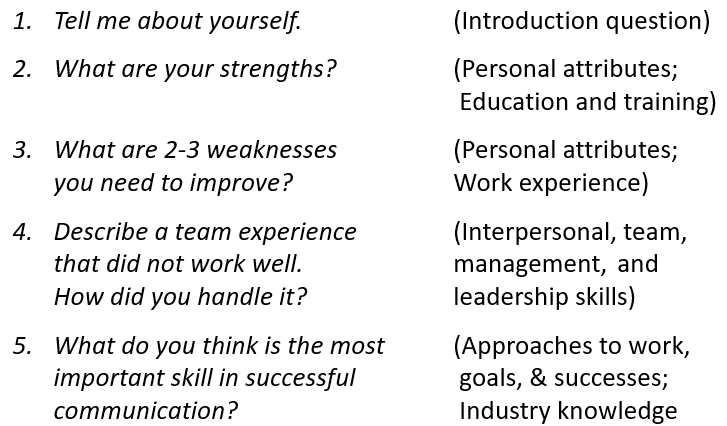 1. Tell me about yourself. (Introduction question)
2. What are your strengths? (Personal attributes;
Education and training)
3. What are 2-3 weaknesses (Personal attributes;
you need to improve? Work experience)
4. Describe a team experience (Interpersonal, team,
that did not work well. management, and
How did you handle it? leadership skills)
5. What do you think is the most (Approaches to work,
important skill in successful goals, & successes;
communication? Industry knowledge